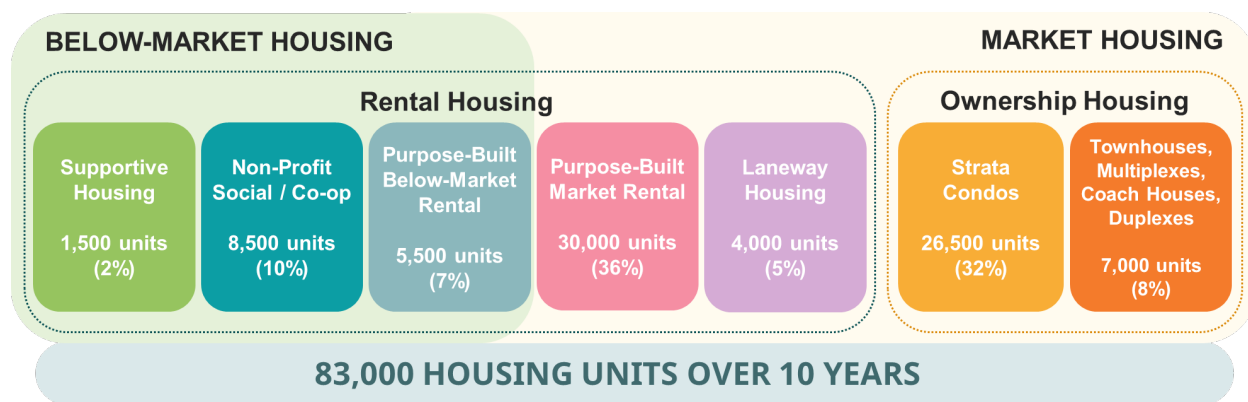 BELOW-MARKET HOUSING
MARKET HOUSING
Rental Housing
Ownership Housing
Supportive
Housing
1,500 units
(2%)
Non-Profit
Social / Co-op
8,500 units
(10%)
Purpose-Built
Below-Market
Rental
5,500 units
(7%)
Purpose-Built
Market Rental
30,000 units
(36%)
Laneway
Housing
4,000 units
(5%)
Strata
Condos
26,500 units
(32%)
Townhouses,
Multiplexes,
Coach Houses,
Duplexes
7,000 units
(8%)
83,000 HOUSING UNITS OVER 10 YEARS